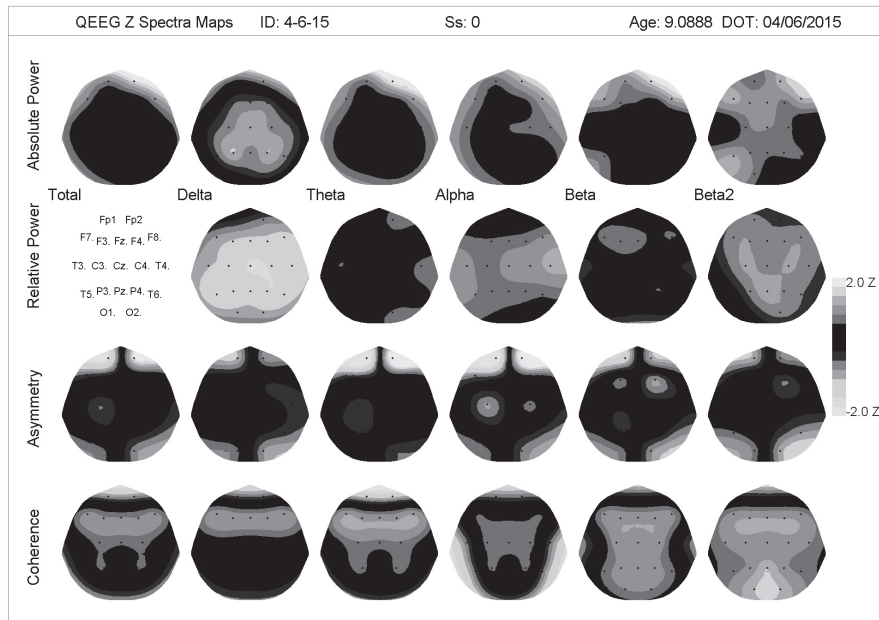 QEEG Z Spectra Maps ID: 4-6-15 Ss: 0 Age: 9.0888 DOT: 04/06/2015
Absolute Power
Total Delta Theta Alpha Beta Beta2
Relative Power
Fp1 Fp2
F7. F3. Fz. F4. F8.
T3. C3. Cz. C4. T4.
T5. P3. Pz. P4. T6.
O1. O2.
2.0 Z
-2.0 Z
Asymmetry
Coherence